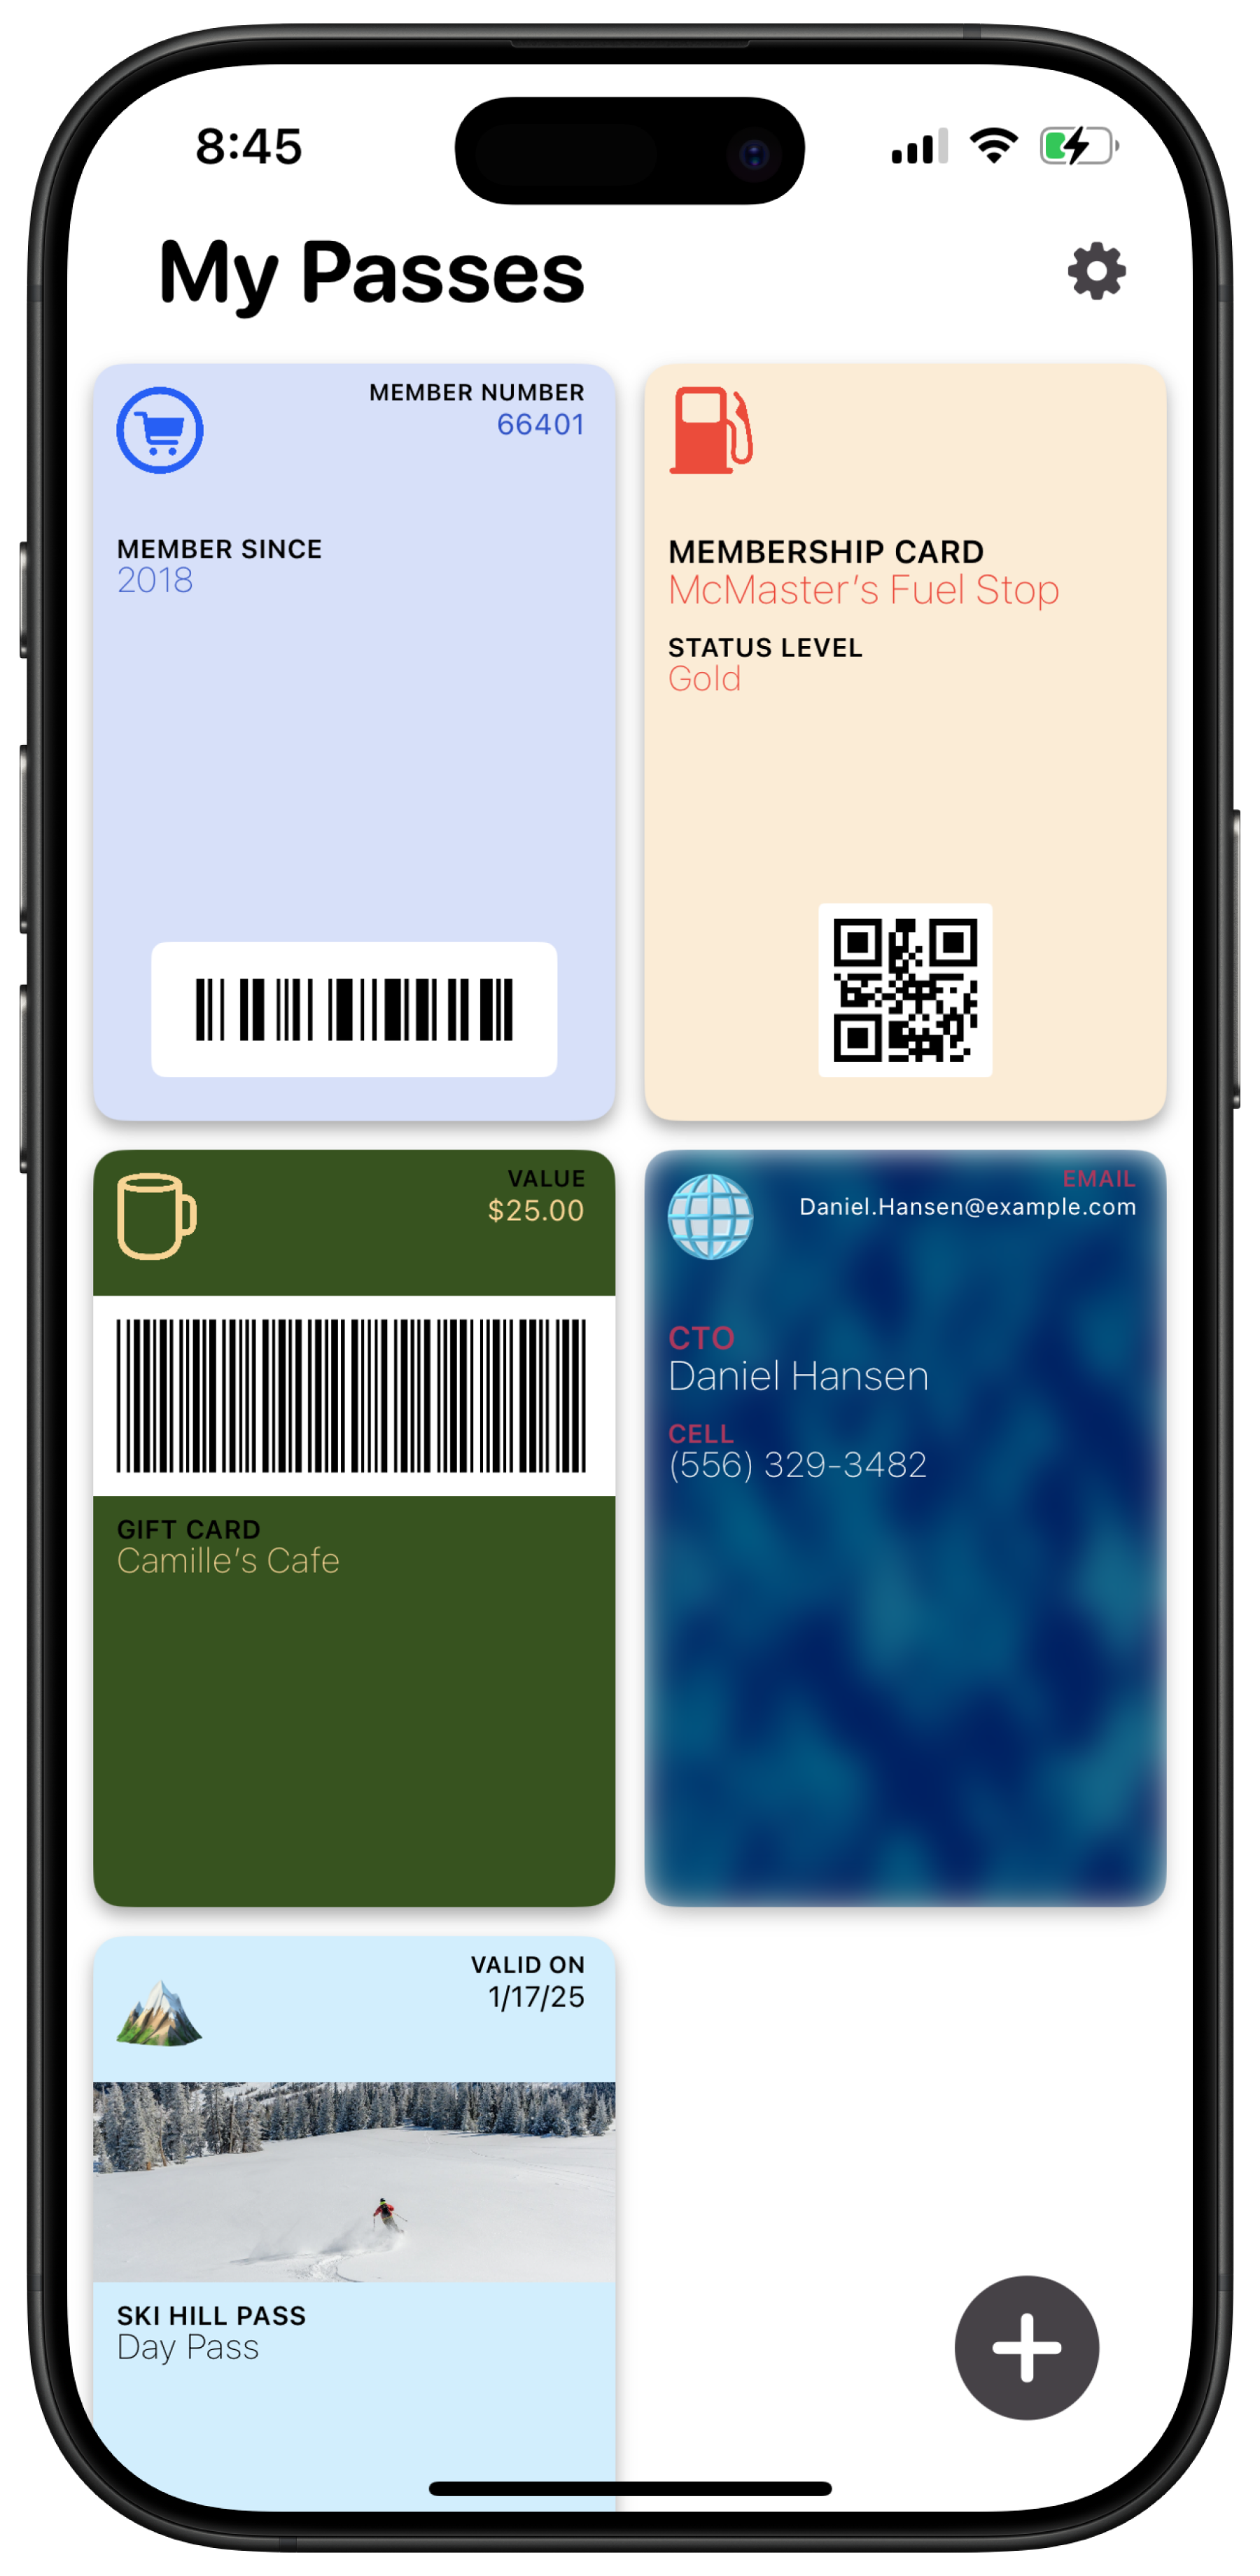 8:45
My Passes
MEMBER NUMBER
66401
MEMBER SINCE
2018
MEMBERSHIP CARD
McMaster's Fuel Stop
STATUS LEVEL
Gold
VALUE
$25.00
GIFT CARD
Camille's Cafe
EMAIL
Daniel.Hansen@example.com
CTO
Daniel Hansen
CELL
(556) 329-3482
VALID ON
1/17/25
SKI HILL PASS
Day Pass